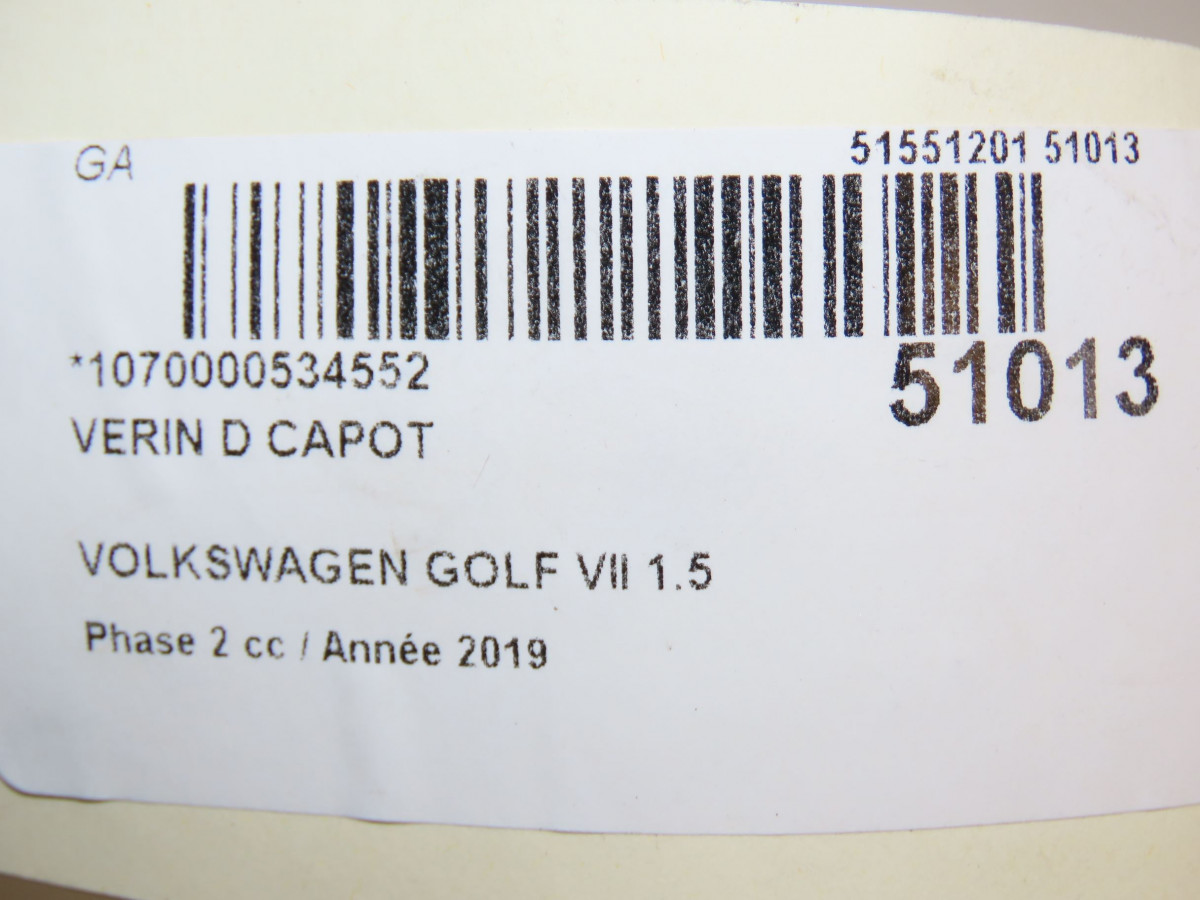 GA
51551201 51013
*1070000534552
51013
VERIN D CAPOT
VOLKSWAGEN GOLF VII 1.5
Phase 2 cc / Année 2019